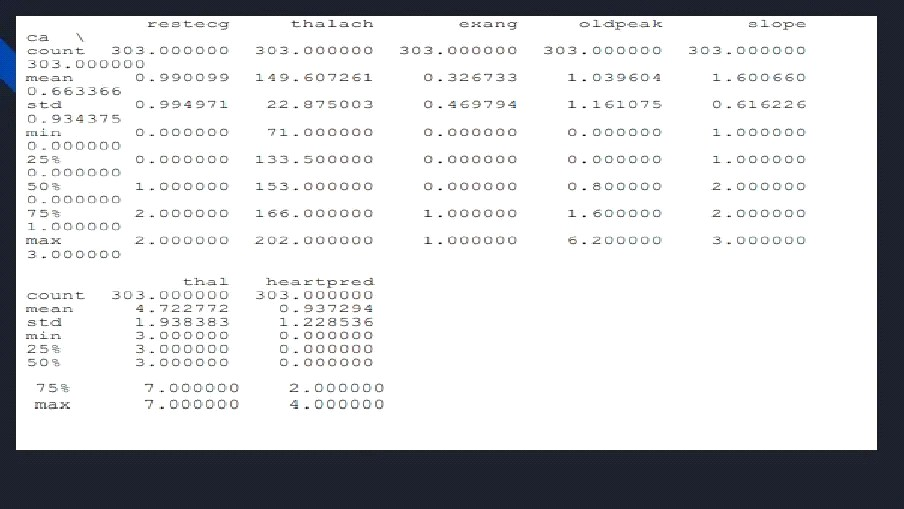 restecg thalach exang oldpeak slope
ca \
count 303.000000 303.000000 303.000000 303.000000 303.000000
303.000000
mean 0.990099 149.607261 0.326733 1.039604 1.600660
0.663366
std 0.994971 22.875003 0.469794 1.161075 0.616226
0.934375
min 0.000000 71.000000 0.000000 0.000000 1.000000
0.000000
25% 0.000000 133.500000 0.000000 0.000000 1.000000
0.000000
50% 1.000000 153.000000 0.000000 0.800000 2.000000
0.000000
75% 2.000000 166.000000 1.000000 1.600000 2.000000
1.000000
max 2.000000 202.000000 1.000000 6.200000 3.000000
3.000000
thal heartpred
count 303.000000 303.000000
mean 4.722772 0.937294
std 1.938383 1.228536
min 3.000000 0.000000
25% 3.000000 0.000000
50% 3.000000 0.000000
75% 7.000000 2.000000
max 7.000000 4.000000